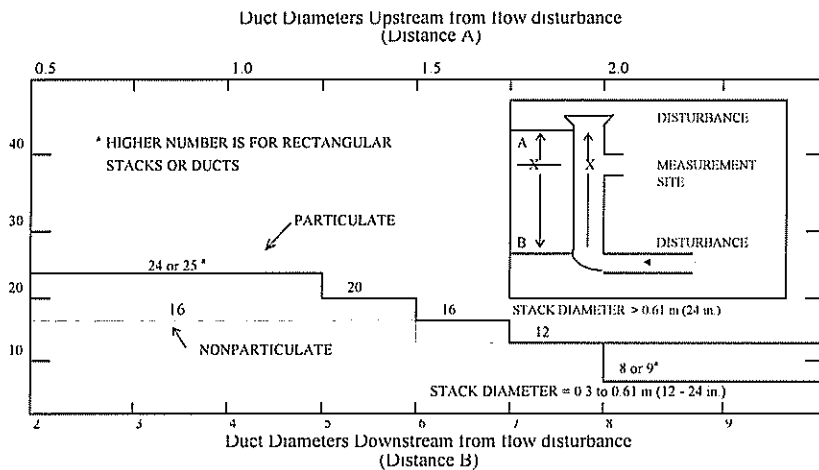 Duct Diameters Upstream from flow disturbance
(Distance A)
0.5 1.0 1.5 2.0
40
30
20
10
ª HIGHER NUMBER IS FOR RECTANGULAR
STACKS OR DUCTS
PARTICULATE
24 or 25 ª
20
16
16
12
NONPARTICULATE
8 or 9ª
DISTURBANCE
A
X X
MEASUREMENT
SITE
B
DISTURBANCE
STACK DIAMETER > 0.61 m (24 in.)
STACK DIAMETER = 0.3 to 0.61 m (12 - 24 in.)
2 3 4 5 6 7 8 9
Duct Diameters Downstream from flow disturbance
(Distance B)